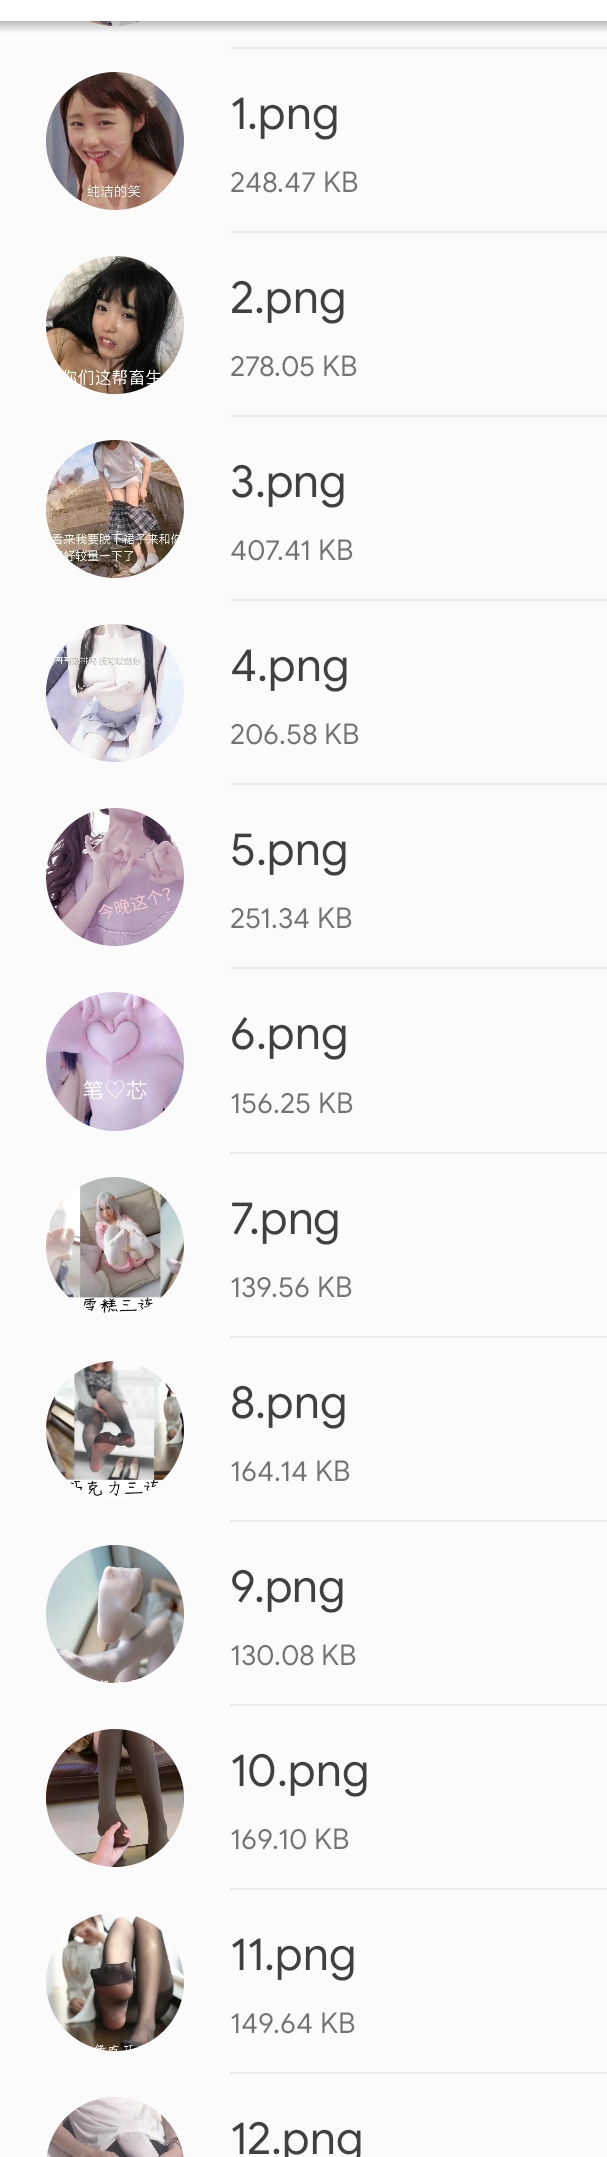 纯洁的笑
1.png
248.47 KB
你们这帮畜生
2.png
278.05 KB
看来我要脱下裙子来和你
好好较量一下了
3.png
407.41 KB
4.png
206.58 KB
今晚这个?
5.png
251.34 KB
笔♡芯
6.png
156.25 KB
雪糕三连
7.png
139.56 KB
巧克力三连
8.png
164.14 KB
9.png
130.08 KB
10.png
169.10 KB
11.png
149.64 KB
12.png